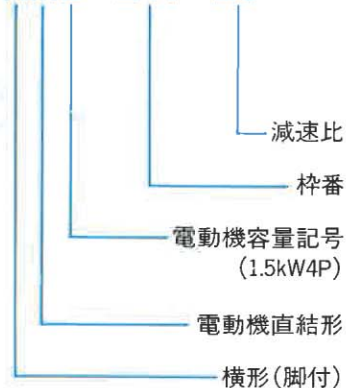 減速比
枠番
電動機容量記号
(1.5kW4P)
電動機直結形
横形(脚付)